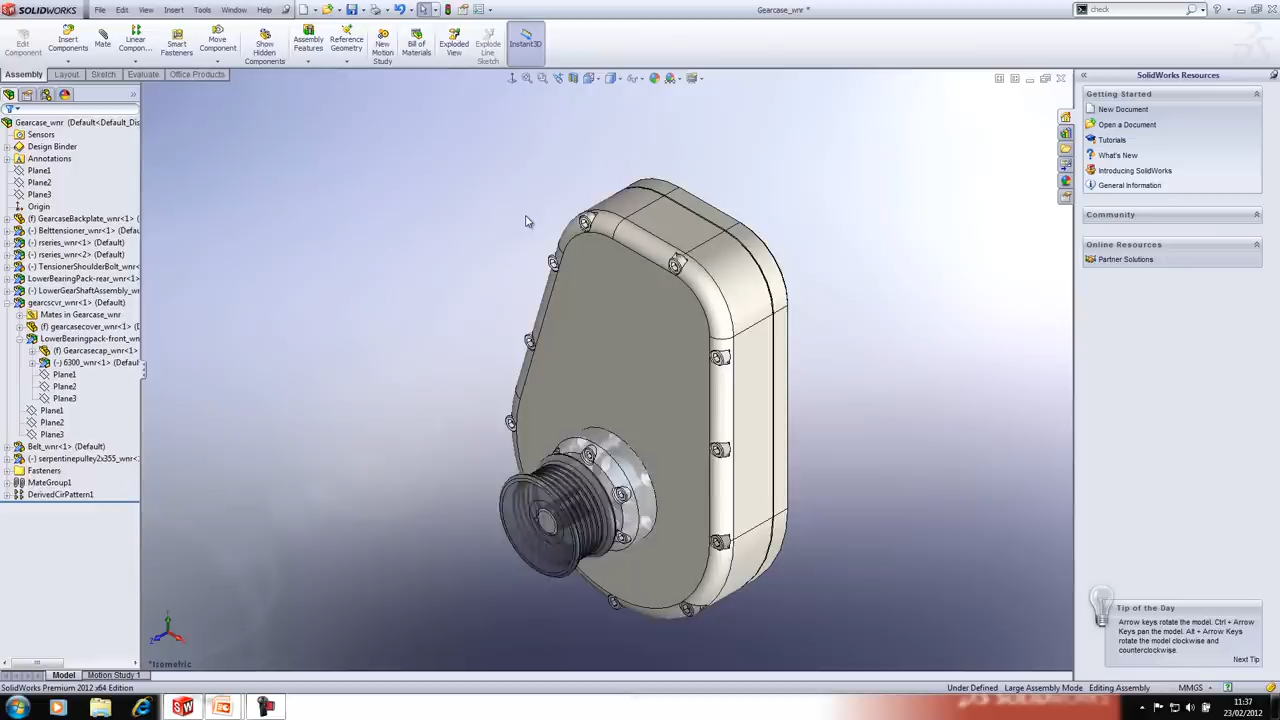 SOLIDWORKS File Edit View Insert Tools Window Help Gearcase_wnr * check
Edit Component
Insert Components
Mate
Linear Compon...
Smart Fasteners
Move Component
Show Hidden Components
Assembly Features
Reference Geometry
New Motion Study
Bill of Materials
Exploded View
Explode Line Sketch
Instant3D
Assembly Layout Sketch Evaluate Office Products
Gearcase_wnr (Default<Default_Dis
Sensors
Design Binder
Annotations
Plane1
Plane2
Plane3
Origin
(f) GearcaseBackplate_wnr<1> (
(-) Belttensioner_wnr<1> (Defau
(-) rseries_wnr<1> (Default)
(-) rseries_wnr<2> (Default)
(-) TensionerShoulderBolt_wnr<1>
LowerBearingPack-rear_wnr<1>
(-) LowerGearShaftAssembly_wr
gearcscvr_wnr<1> (Default)
Mates in Gearcase_wnr
(f) gearcasecover_wnr<1> (D
LowerBearingpack-front_wn
(f) Gearcasecap_wnr<1> (
(-) 6300_wnr<1> (Defaul
Plane1
Plane2
Plane3
Plane1
Plane2
Plane3
Belt_wnr<1> (Default)
(-) serpentinepulley2x355_wnr<1
Fasteners
MateGroup1
DerivedCirPattern1
*Isometric
SolidWorks Resources
Getting Started
New Document
Open a Document
Tutorials
What's New
Introducing SolidWorks
General Information
Community
Online Resources
Partner Solutions
Tip of the Day
Arrow keys rotate the model. Ctrl + Arrow
Keys pan the model. Alt + Arrow Keys
rotate the model clockwise and
counterclockwise.
Next Tip
Model Motion Study 1
SolidWorks Premium 2012 x64 Edition Under Defined Large Assembly Mode Editing Assembly MMGS
11:37
23/02/2012